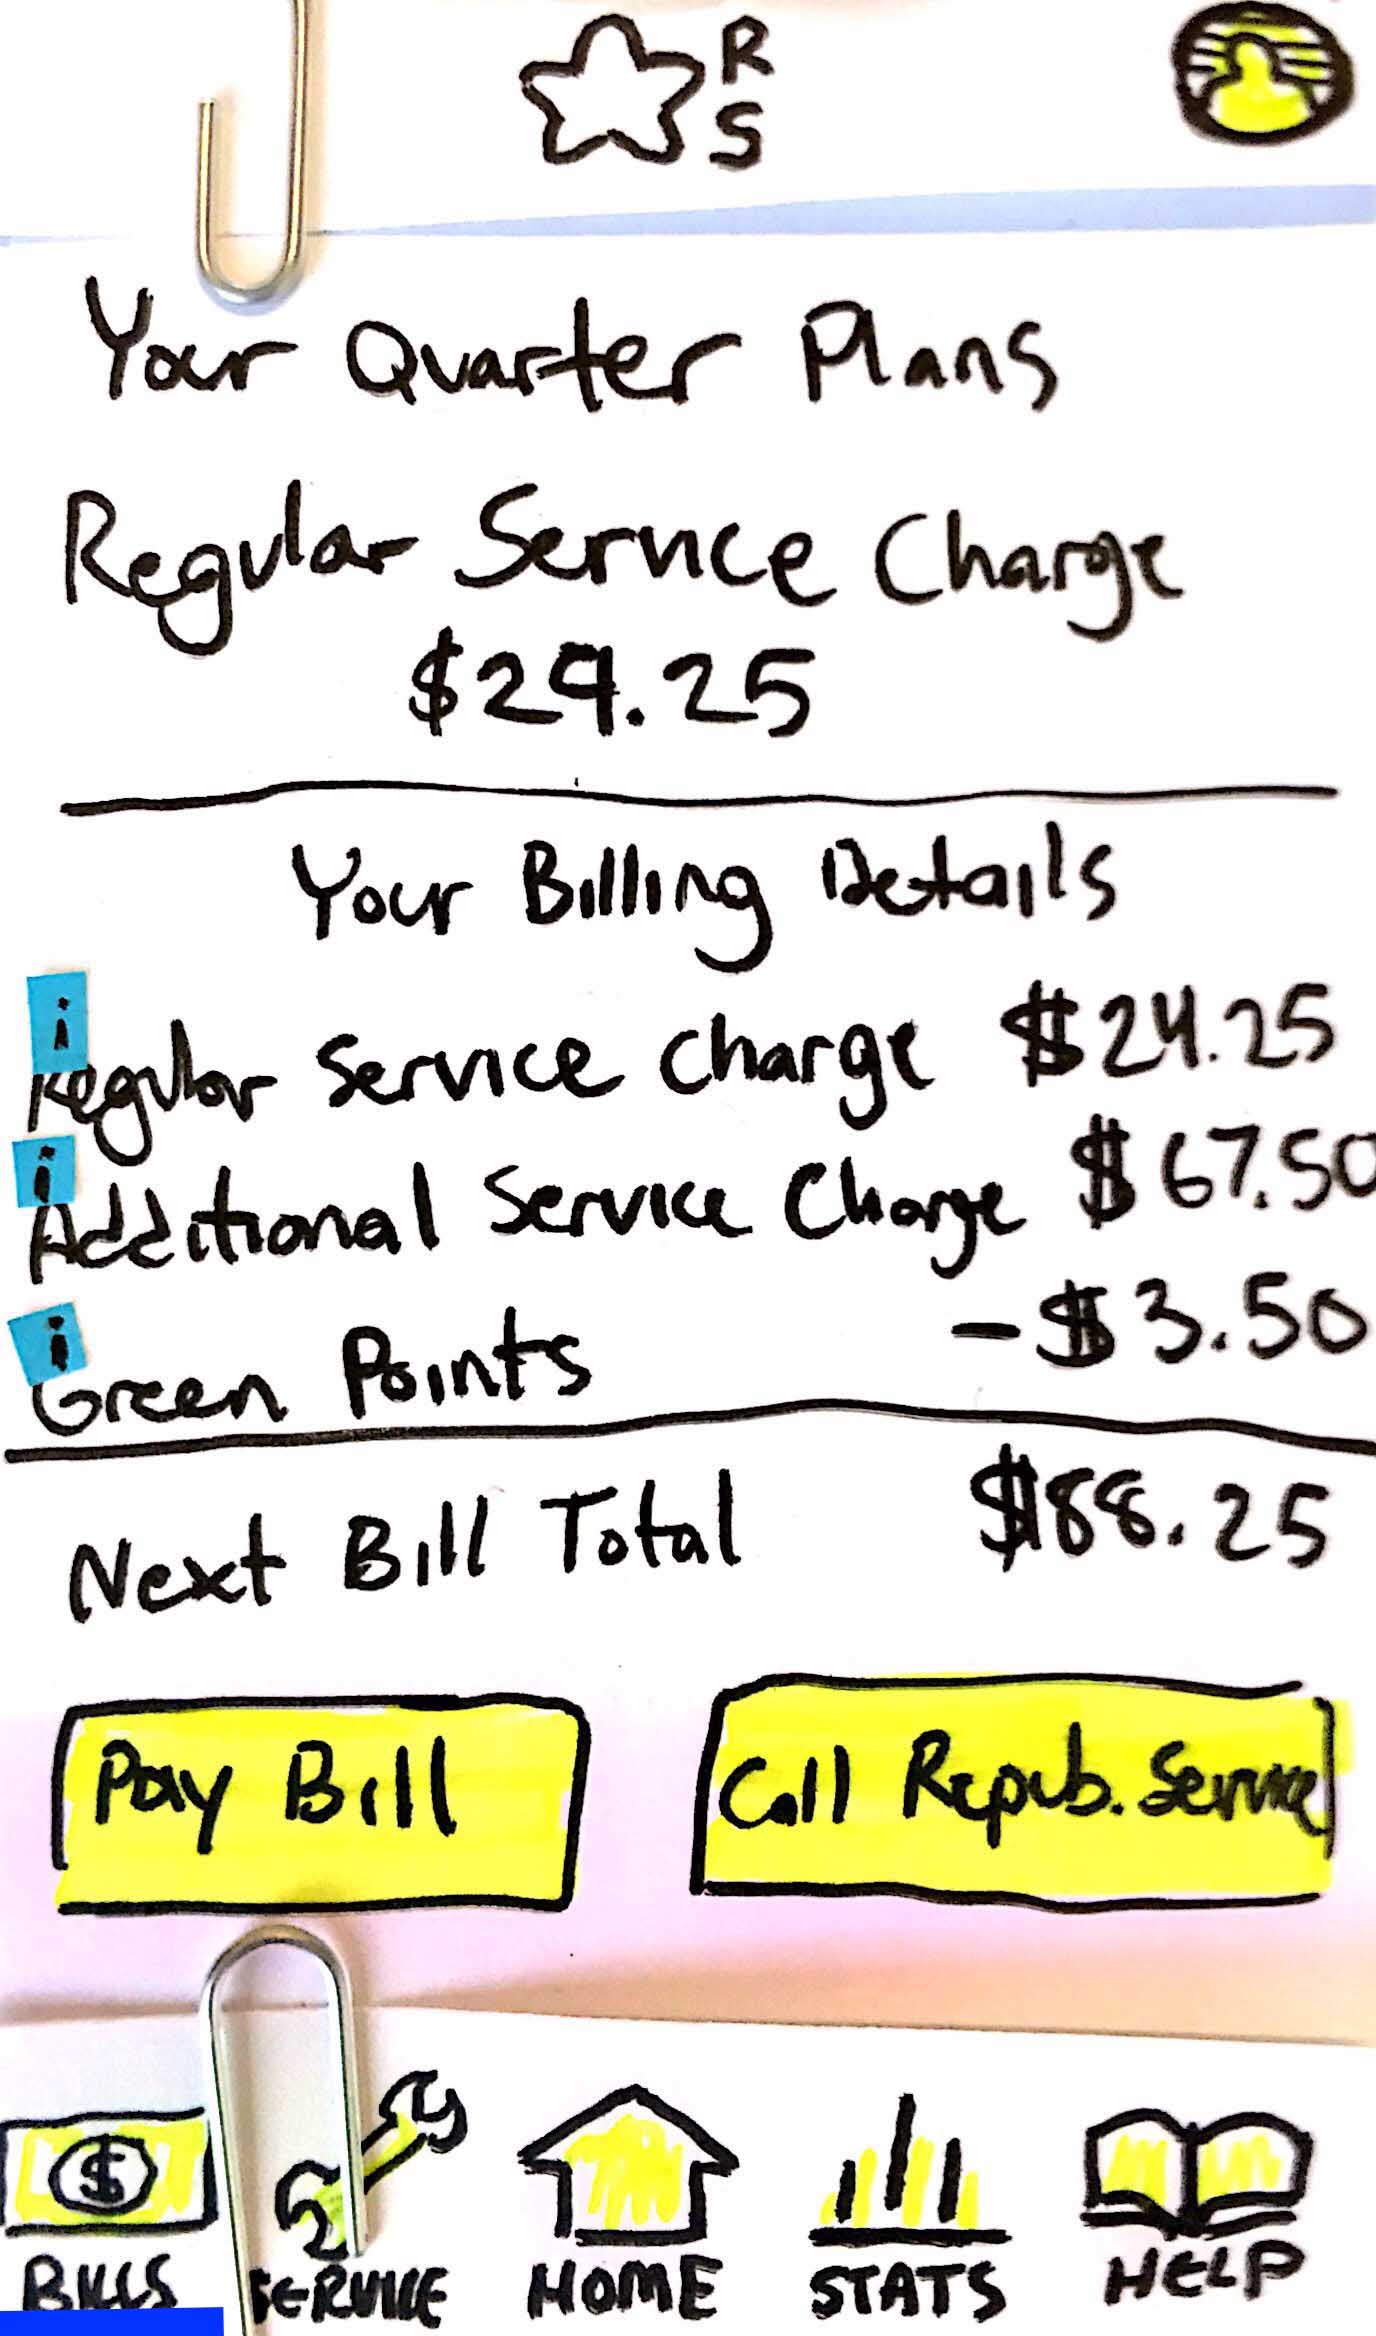 R
S
Your Quarter Plans
Regular Service Charge
$24.25
Your Billing Details
i
Regular Service Charge $24.25
i
Additional Service Charge $67.50
i
Green Points -$3.50
Next Bill Total $88.25
Pay Bill
Call Repub. Service
$
BILLS SERVICE HOME STATS HELP